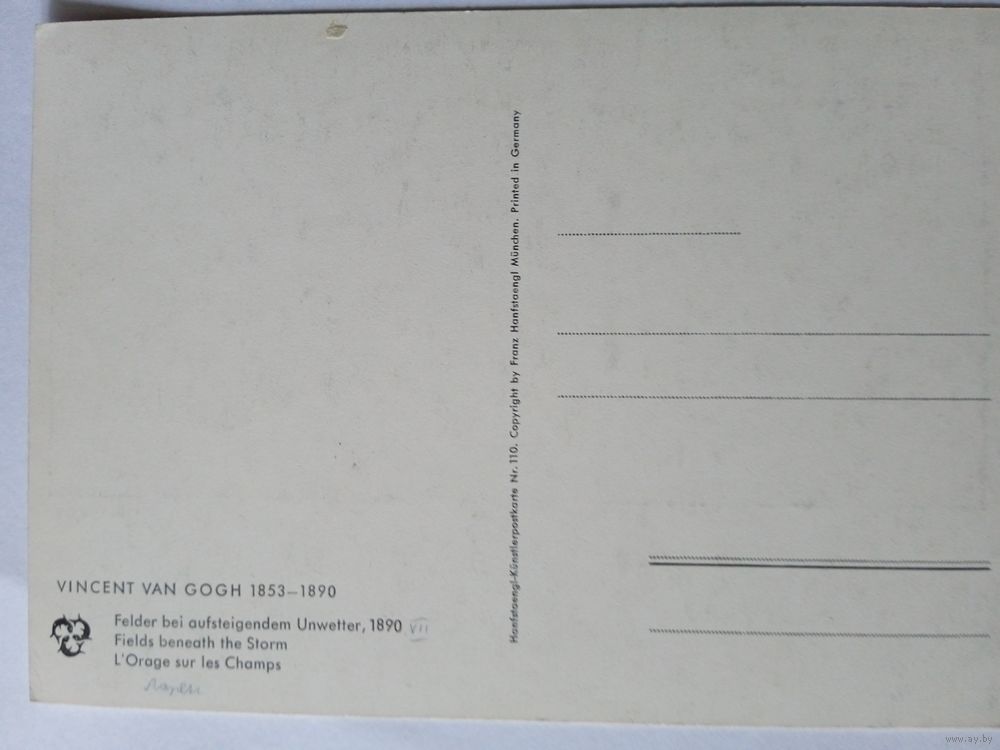 VINCENT VAN GOGH 1853–1890
Felder bei aufsteigendem Unwetter, 1890 VII
Fields beneath the Storm
L'Orage sur les Champs
Hanfstaengl-Künstlerpostkarte Nr. 110. Copyright by Franz Hanfstaengl München. Printed in Germany
www.ay.by